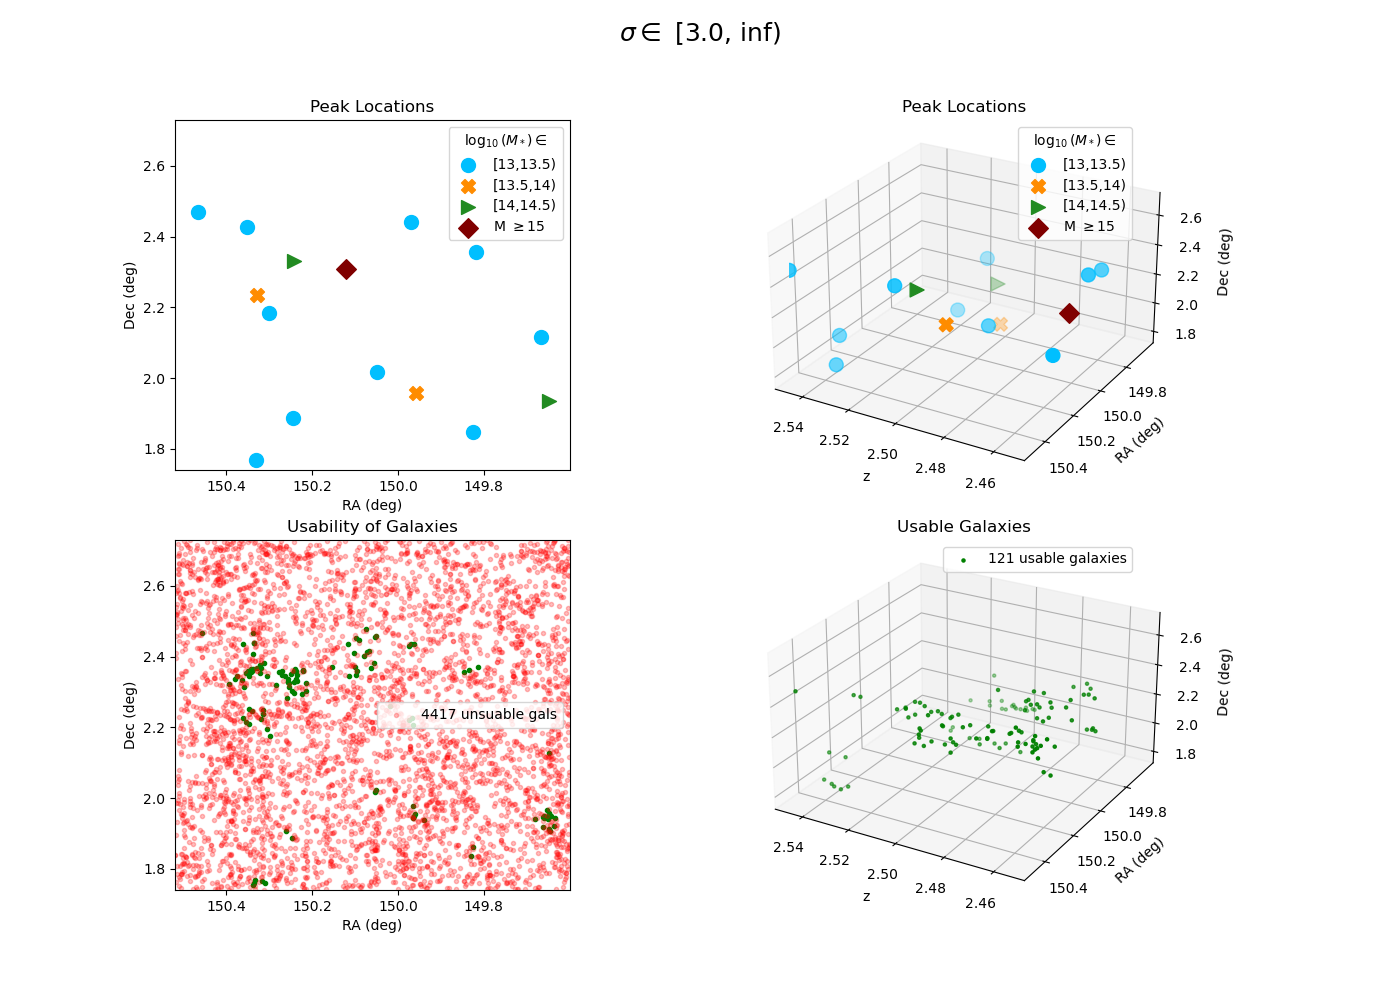 σ ∈ [3.0, inf)
Peak Locations
log₁₀(M*) ∈
[13,13.5)
[13.5,14)
[14,14.5)
M ≥15
2.6
2.4
2.2
2.0
1.8
Dec (deg)
150.4 150.2 150.0 149.8
RA (deg)
Peak Locations
log₁₀(M*) ∈
[13,13.5)
[13.5,14)
[14,14.5)
M ≥15
2.6
2.4
2.2
2.0
1.8
Dec (deg)
149.8
150.0
150.2
150.4
RA (deg)
2.54
2.52
2.50
2.48
2.46
z
Usability of Galaxies
4417 unsuable gals
2.6
2.4
2.2
2.0
1.8
Dec (deg)
150.4 150.2 150.0 149.8
RA (deg)
Usable Galaxies
121 usable galaxies
2.6
2.4
2.2
2.0
1.8
Dec (deg)
149.8
150.0
150.2
150.4
RA (deg)
2.54
2.52
2.50
2.48
2.46
z